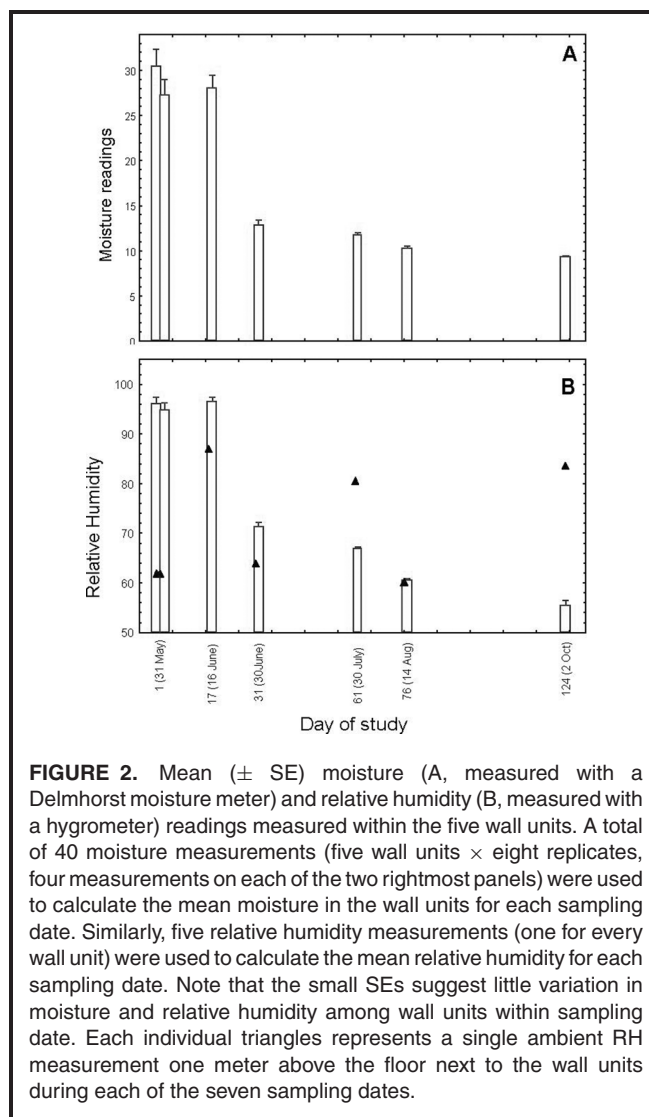 A
Moisture readings
30
25
20
15
10
5
0
B
Relative Humidity
100
90
80
70
60
50
1 (31 May)
17 (16 June)
31 (30June)
61 (30 July)
76 (14 Aug)
124 (2 Oct)
Day of study
FIGURE 2. Mean (± SE) moisture (A, measured with a
Delmhorst moisture meter) and relative humidity (B, measured with
a hygrometer) readings measured within the five wall units. A total
of 40 moisture measurements (five wall units × eight replicates,
four measurements on each of the two rightmost panels) were used
to calculate the mean moisture in the wall units for each sampling
date. Similarly, five relative humidity measurements (one for every
wall unit) were used to calculate the mean relative humidity for each
sampling date. Note that the small SEs suggest little variation in
moisture and relative humidity among wall units within sampling
date. Each individual triangles represents a single ambient RH
measurement one meter above the floor next to the wall units
during each of the seven sampling dates.